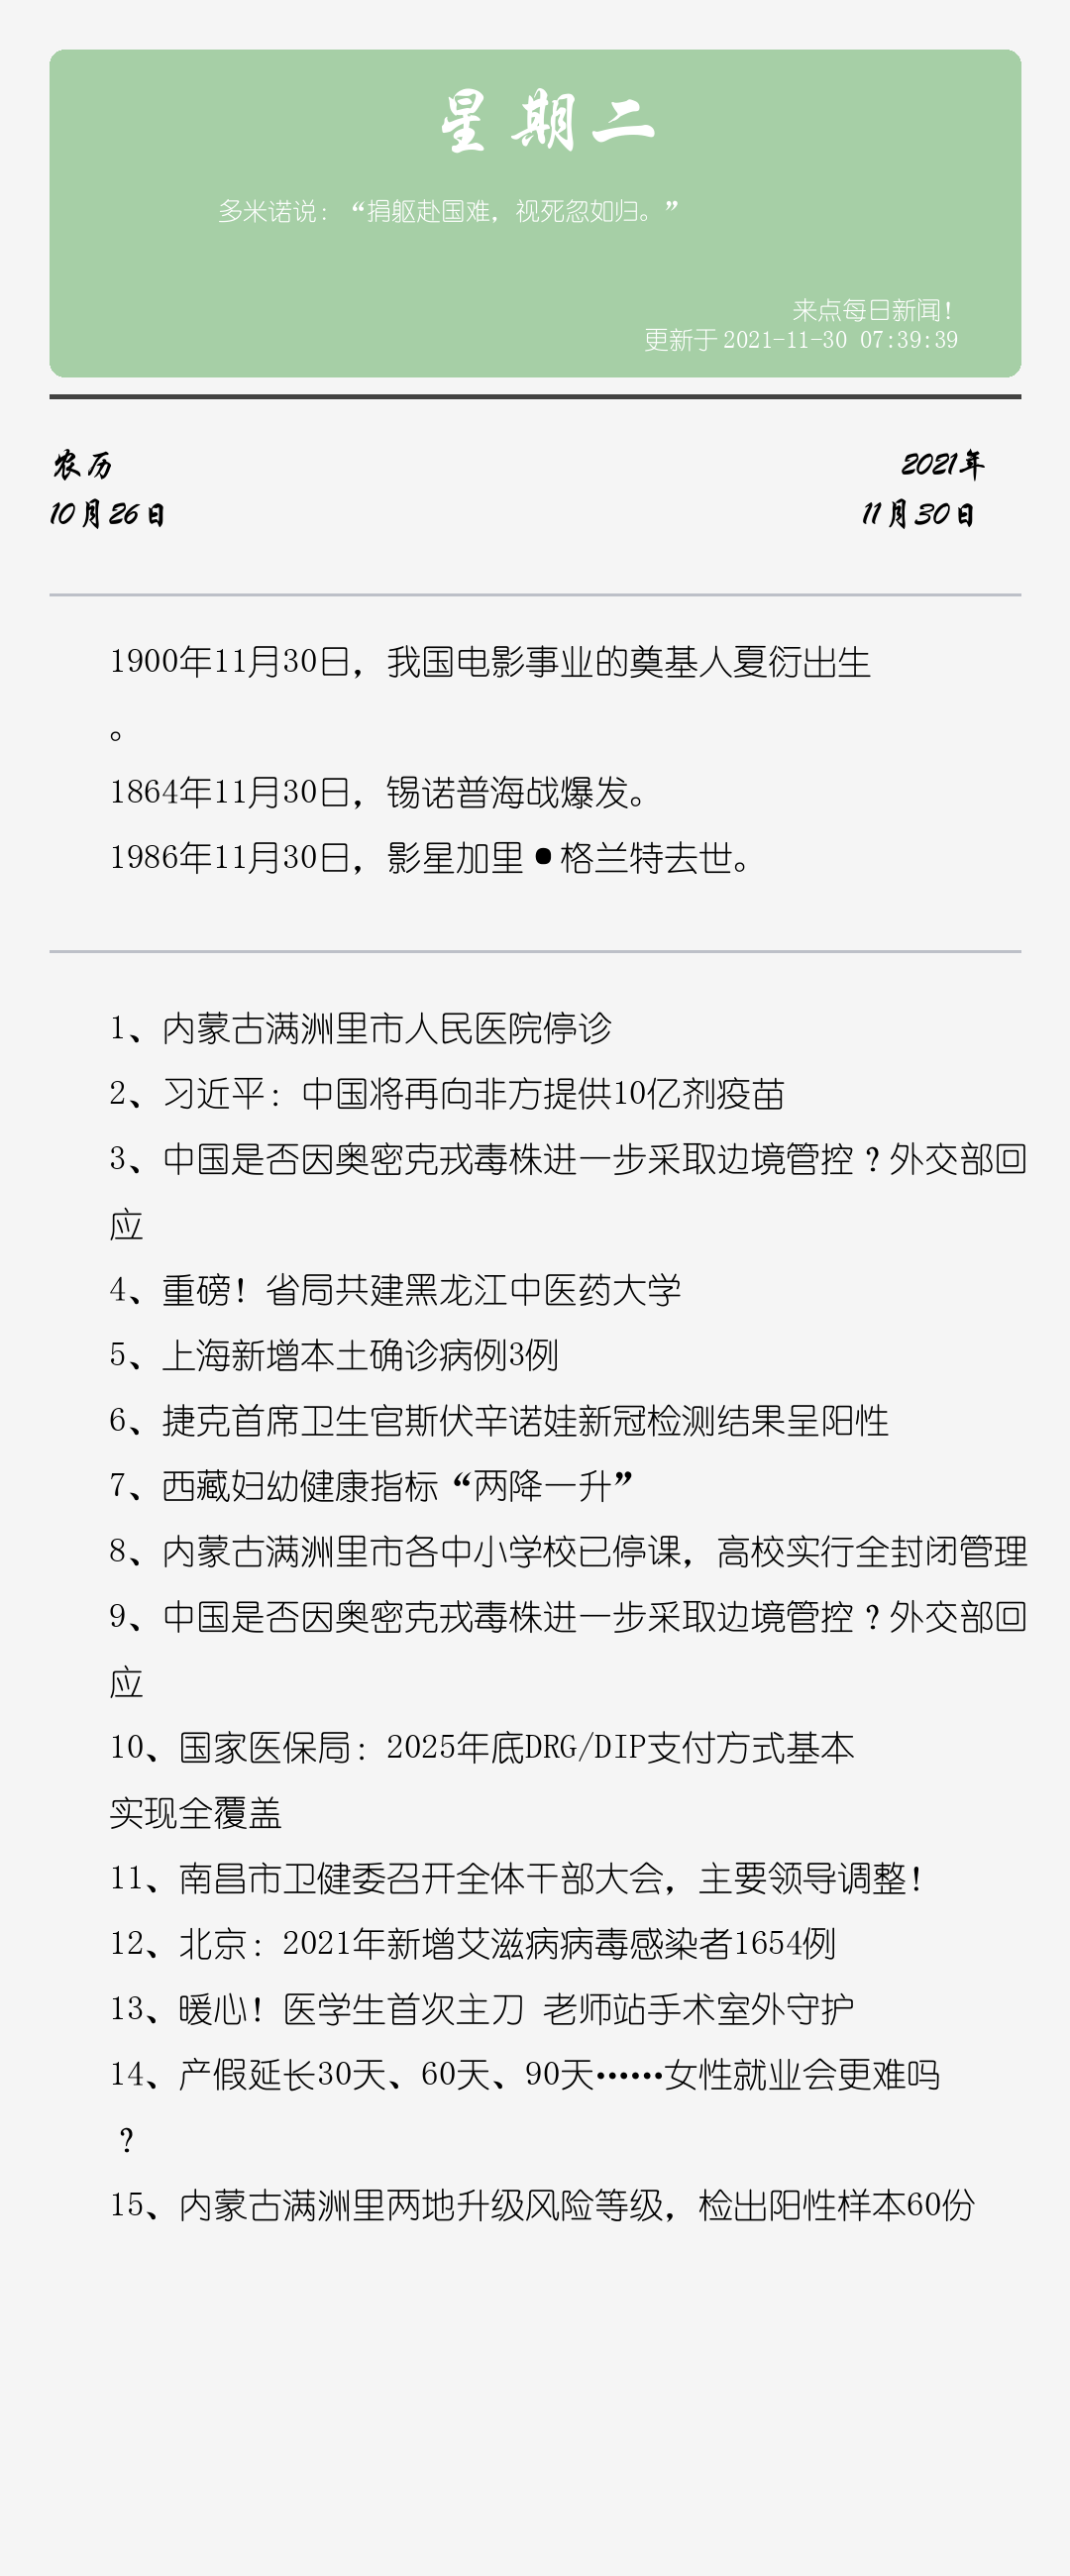 星期二
多米诺说：“捐躯赴国难，视死忽如归。”
来点每日新闻！
更新于 2021-11-30 07:39:39
农历
2021年
10月26日
11月30日
1900年11月30日，我国电影事业的奠基人夏衍出生
。
1864年11月30日，锡诺普海战爆发。
1986年11月30日，影星加里•格兰特去世。
1、内蒙古满洲里市人民医院停诊
2、习近平：中国将再向非方提供10亿剂疫苗
3、中国是否因奥密克戎毒株进一步采取边境管控？外交部回
应
4、重磅！省局共建黑龙江中医药大学
5、上海新增本土确诊病例3例
6、捷克首席卫生官斯伏辛诺娃新冠检测结果呈阳性
7、西藏妇幼健康指标“两降一升”
8、内蒙古满洲里市各中小学校已停课，高校实行全封闭管理
9、中国是否因奥密克戎毒株进一步采取边境管控？外交部回
应
10、国家医保局：2025年底DRG/DIP支付方式基本
实现全覆盖
11、南昌市卫健委召开全体干部大会，主要领导调整！
12、北京：2021年新增艾滋病病毒感染者1654例
13、暖心！医学生首次主刀 老师站手术室外守护
14、产假延长30天、60天、90天……女性就业会更难吗
？
15、内蒙古满洲里两地升级风险等级，检出阳性样本60份